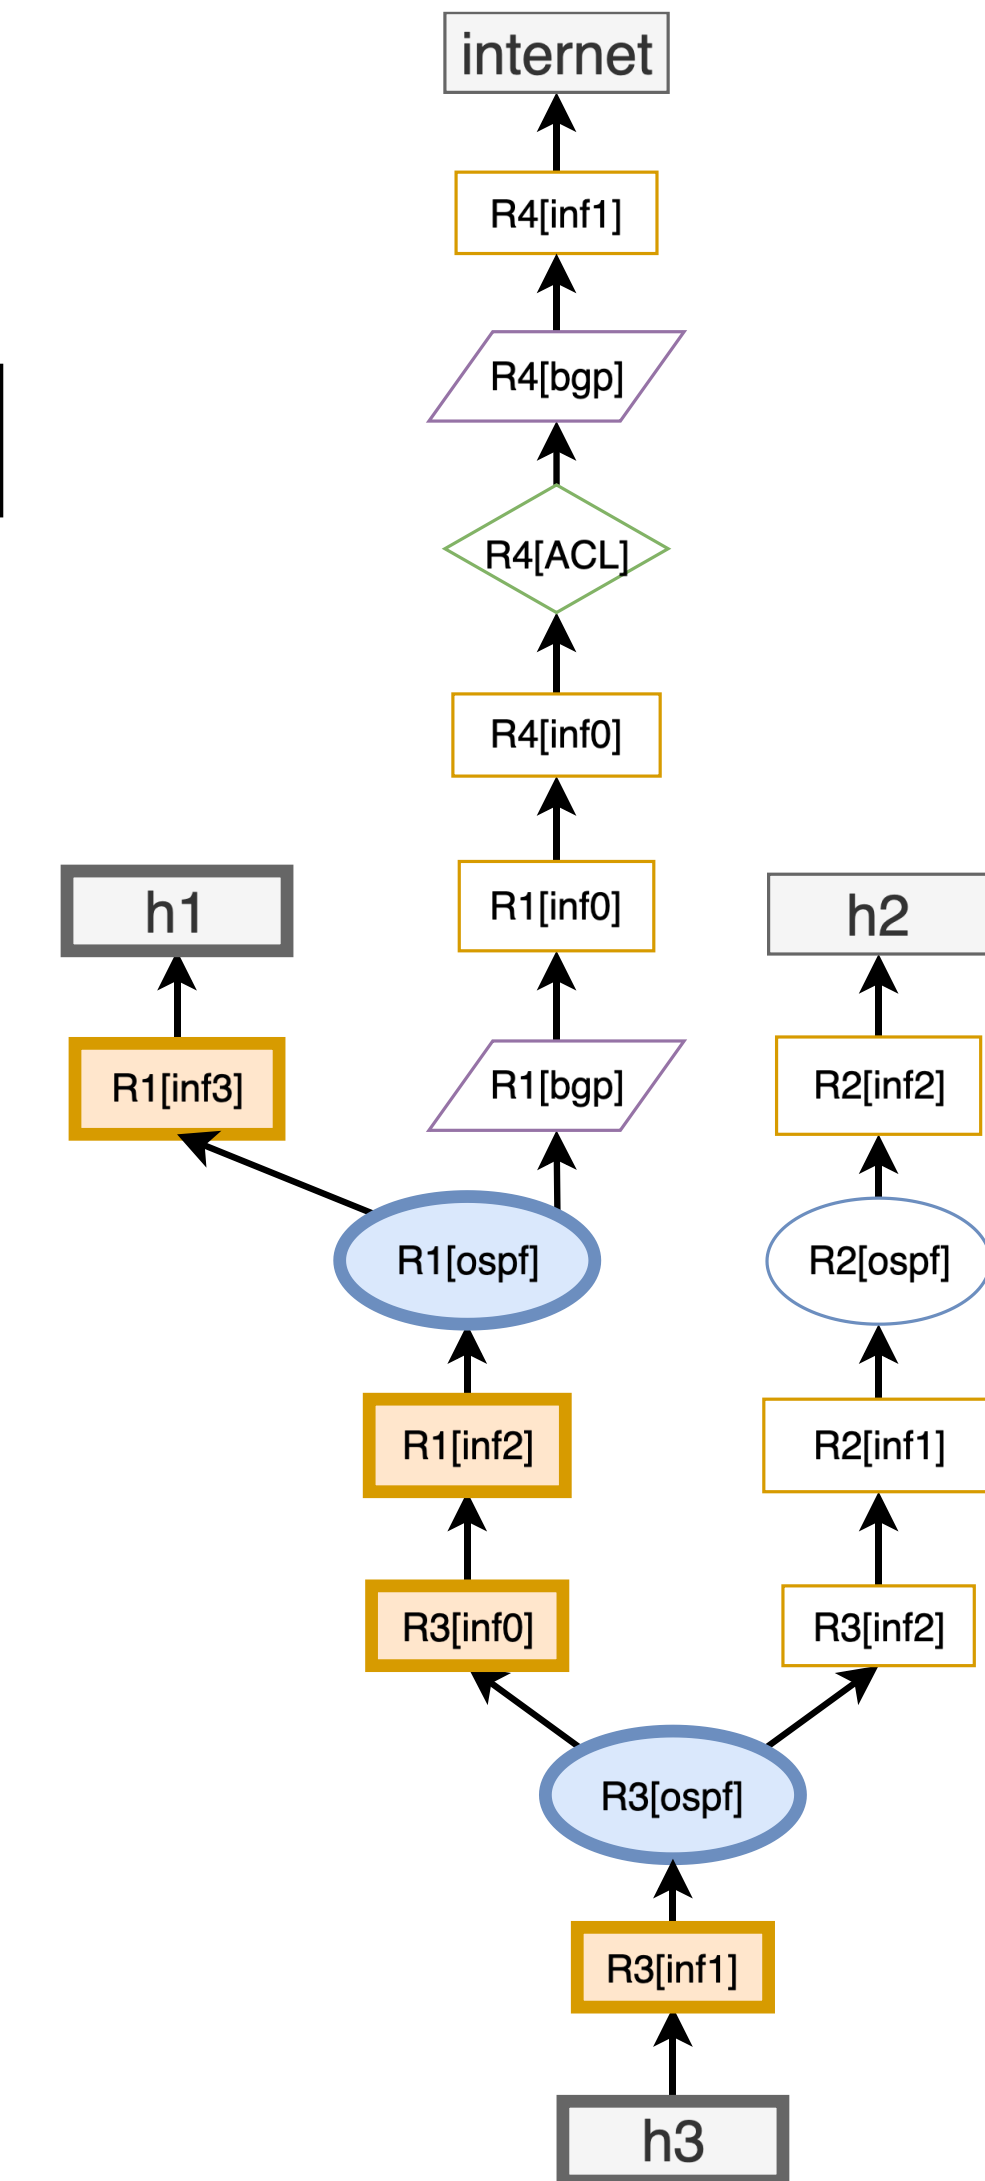 internet
R4[inf1]
R4[bgp]
R4[ACL]
R4[inf0]
h1
R1[inf0]
h2
R1[inf3]
R1[bgp]
R2[inf2]
R1[ospf]
R2[ospf]
R1[inf2]
R2[inf1]
R3[inf0]
R3[inf2]
R3[ospf]
R3[inf1]
h3